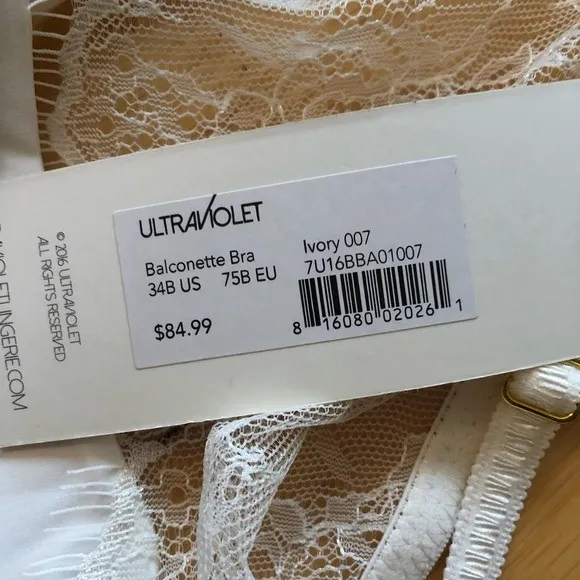 ULTRAVIOLET
Balconette Bra
34B US 75B EU
$84.99
Ivory 007
7U16BBA01007
8 16080 02026 1
© 2016 ULTRAVIOLET
ALL RIGHTS RESERVED
VIOLETLINGERIE.COM